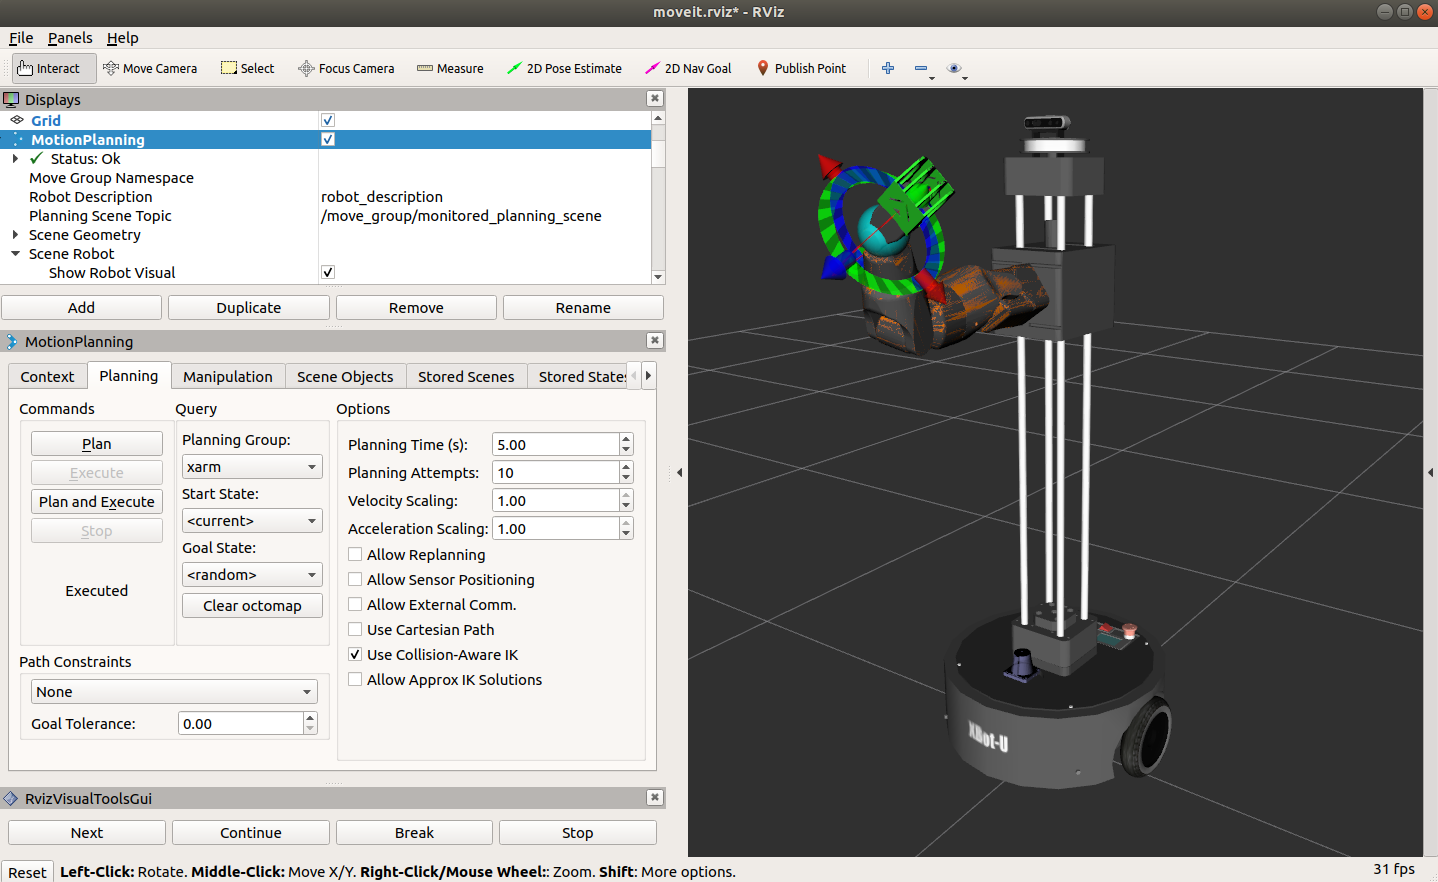 moveit.rviz* - RViz
File Panels Help
Interact Move Camera Select Focus Camera Measure 2D Pose Estimate 2D Nav Goal Publish Point
Displays
Grid
MotionPlanning
Status: Ok
Move Group Namespace
Robot Description robot_description
Planning Scene Topic /move_group/monitored_planning_scene
Scene Geometry
Scene Robot
Show Robot Visual
Add Duplicate Remove Rename
MotionPlanning
Context Planning Manipulation Scene Objects Stored Scenes Stored States
Commands Query Options
Plan
Execute
Plan and Execute
Stop
Executed
Planning Group:
xarm
Start State:
<current>
Goal State:
<random>
Clear octomap
Planning Time (s): 5.00
Planning Attempts: 10
Velocity Scaling: 1.00
Acceleration Scaling: 1.00
Allow Replanning
Allow Sensor Positioning
Allow External Comm.
Use Cartesian Path
Use Collision-Aware IK
Allow Approx IK Solutions
Path Constraints
None
Goal Tolerance: 0.00
XBot-U
RvizVisualToolsGui
Next Continue Break Stop
Reset Left-Click: Rotate. Middle-Click: Move X/Y. Right-Click/Mouse Wheel:: Zoom. Shift: More options. 31 fps